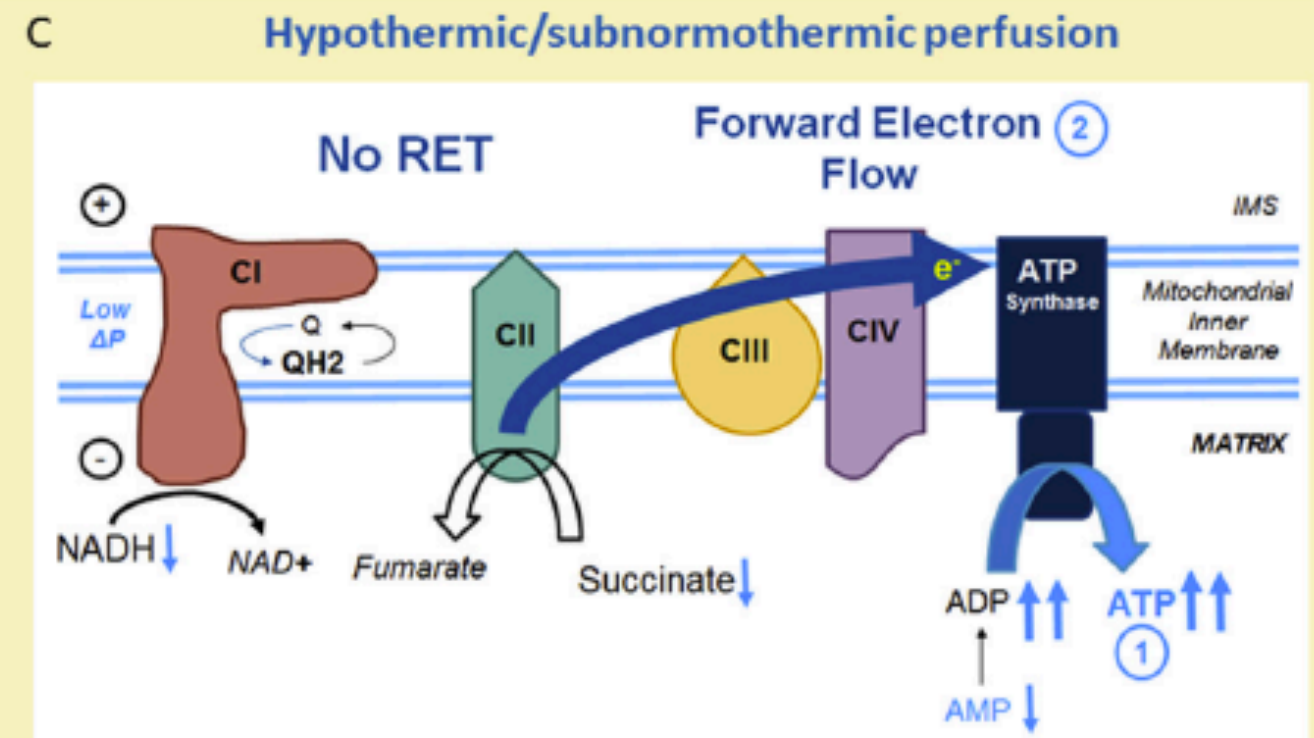 C
Hypothermic/subnormothermic perfusion
No RET
Forward Electron 2
Flow
+
IMS
CI
Low
ΔP
Q
QH2
CII
CIII
CIV
e-
ATP
Synthase
Mitochondrial
Inner
Membrane
-
MATRIX
NADH
NAD+
Fumarate
Succinate
ADP
ATP
1
AMP